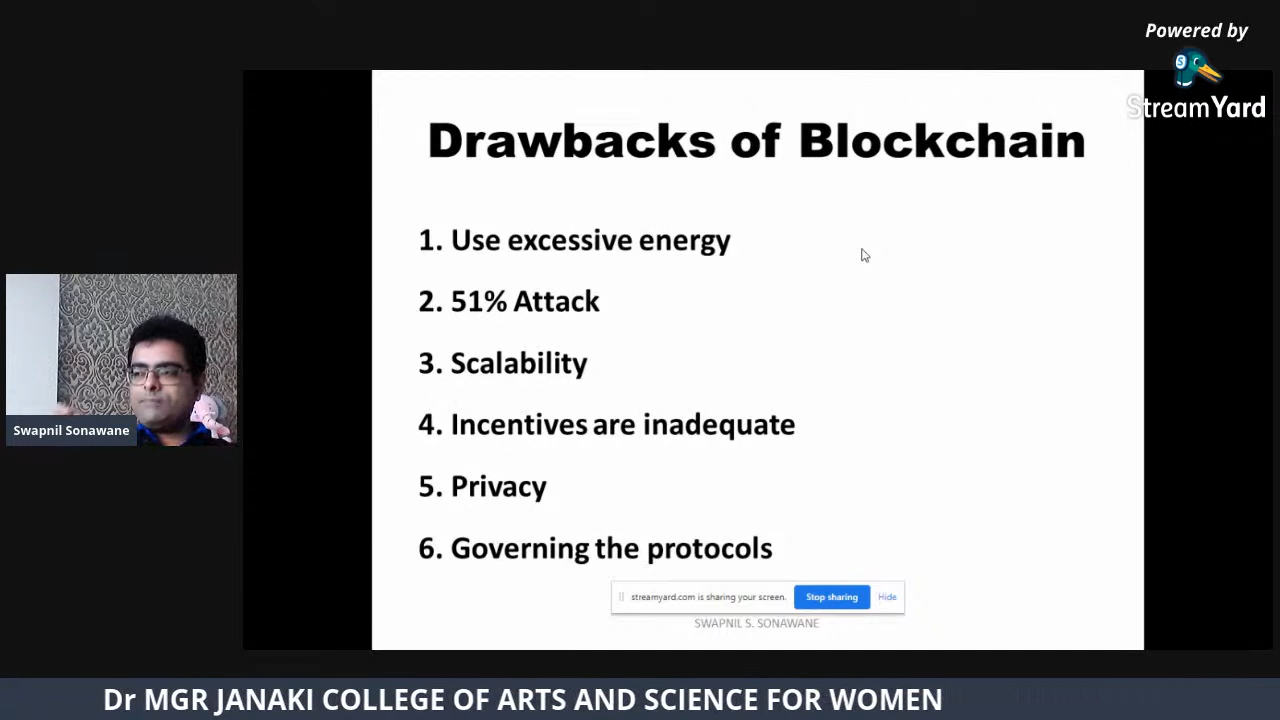 Powered by
StreamYard
Drawbacks of Blockchain
1. Use excessive energy
2. 51% Attack
3. Scalability
4. Incentives are inadequate
5. Privacy
6. Governing the protocols
streamyard.com is sharing your screen. Stop sharing Hide
SWAPNIL S. SONAWANE
Swapnil Sonawane
Dr MGR JANAKI COLLEGE OF ARTS AND SCIENCE FOR WOMEN